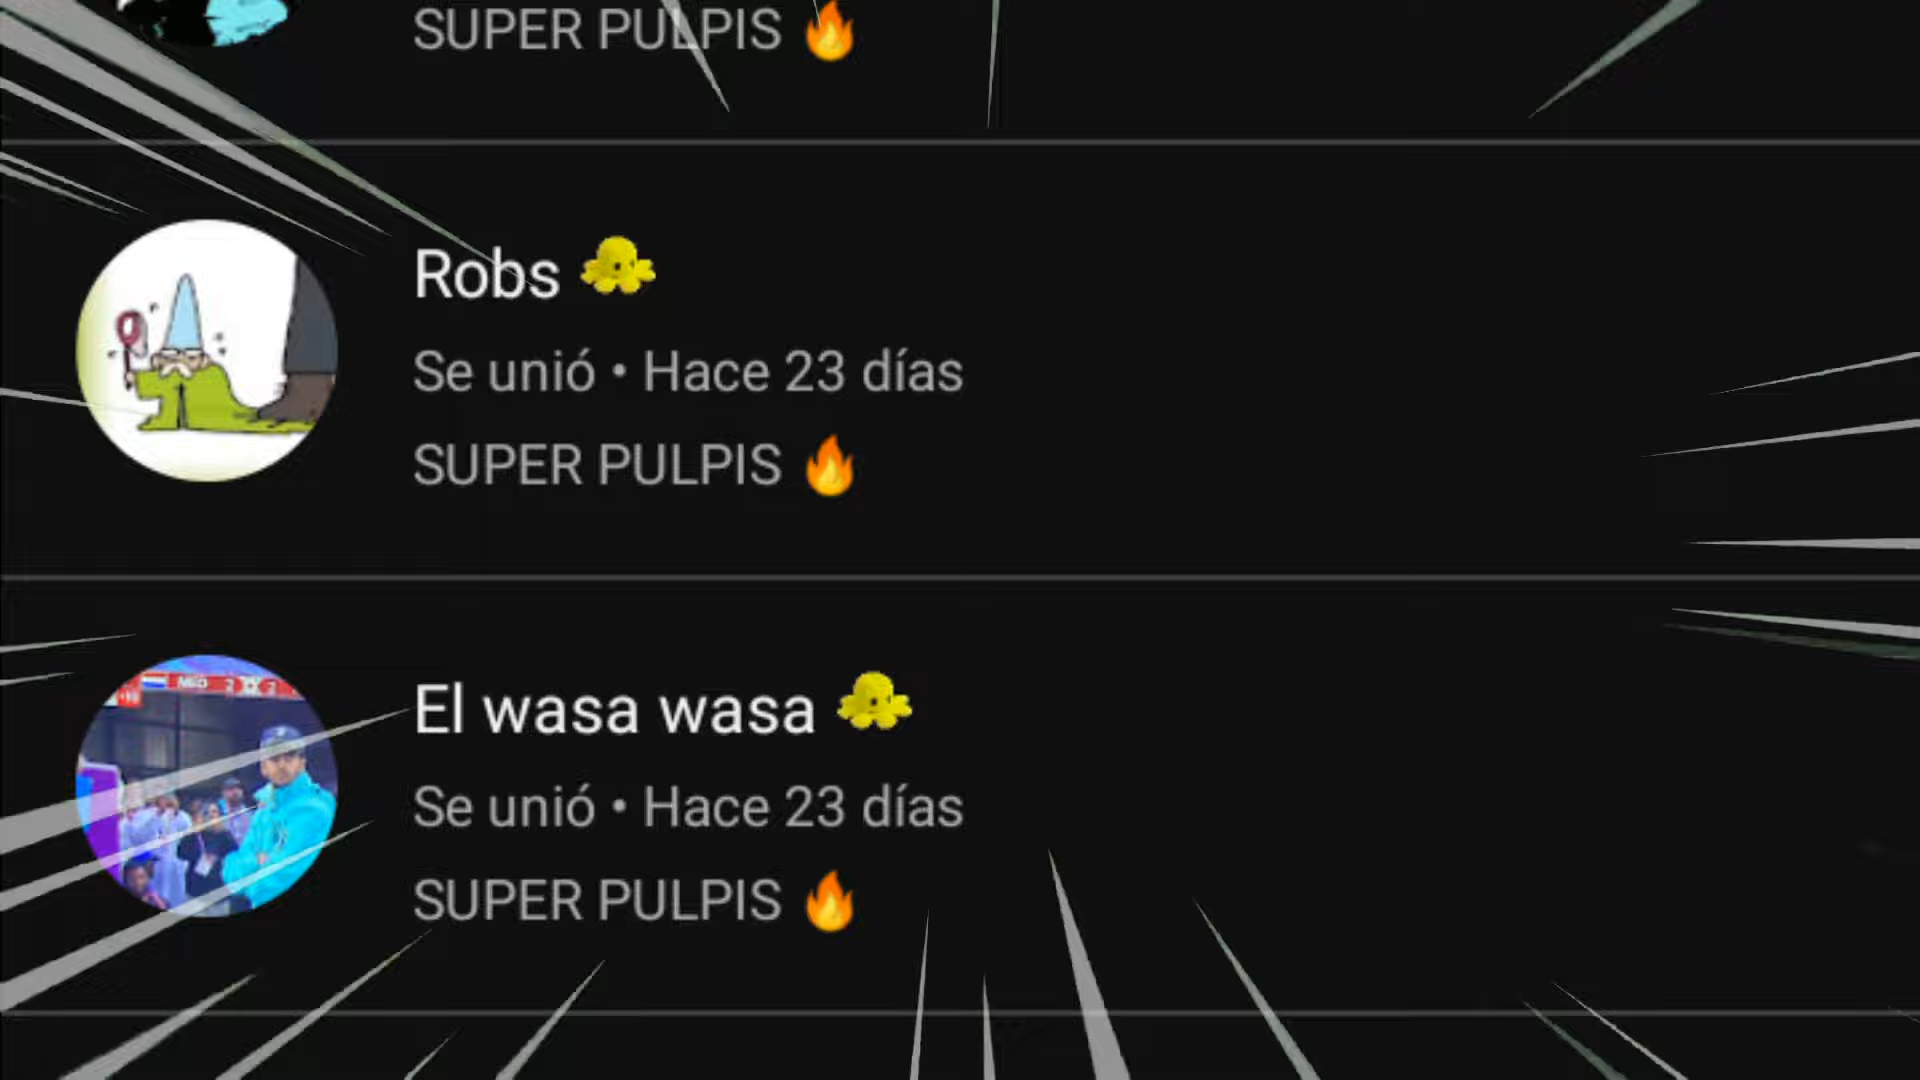 SUPER PULPIS 🔥
Robs
Se unió • Hace 23 días
SUPER PULPIS 🔥
El wasa wasa
Se unió • Hace 23 días
SUPER PULPIS 🔥